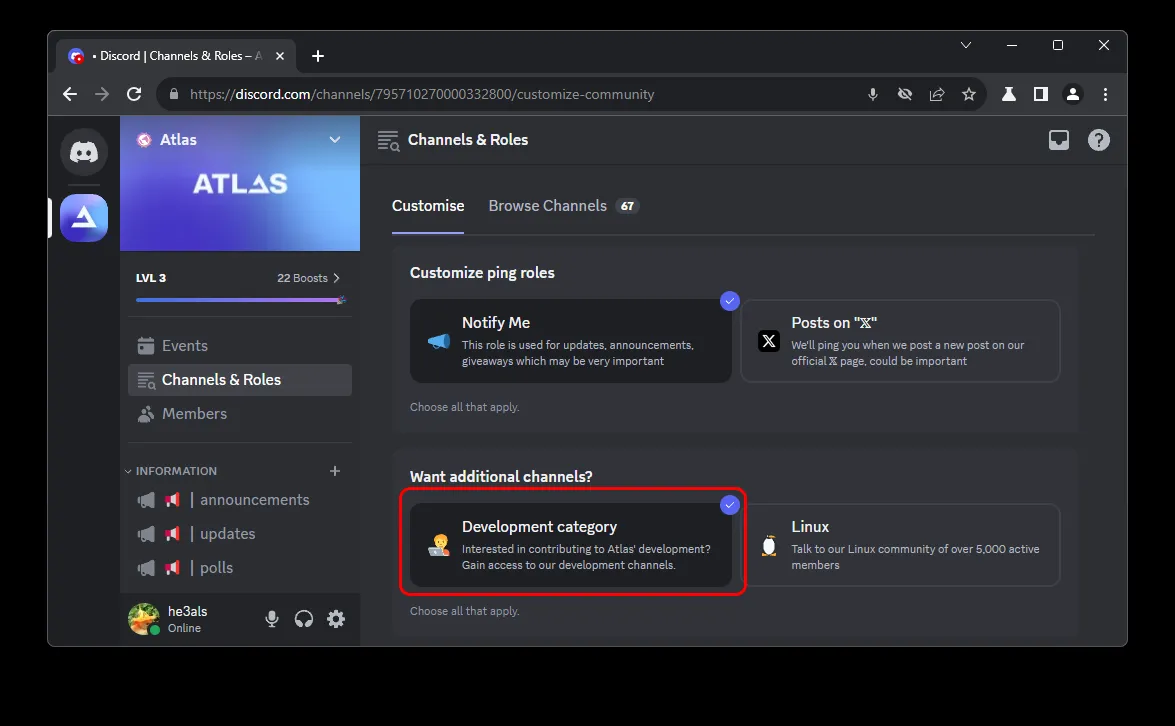 • Discord | Channels & Roles – A
https://discord.com/channels/795710270000332800/customize-community
Atlas
ATLAS
LVL 3
22 Boosts
Events
Channels & Roles
Members
INFORMATION
| announcements
| updates
| polls
he3als
Online
Channels & Roles
Customise
Browse Channels
67
Customize ping roles
Notify Me
This role is used for updates, announcements,
giveaways which may be very important
Posts on "𝕏"
We'll ping you when we post a new post on our
official 𝕏 page, could be important
Choose all that apply.
Want additional channels?
Development category
Interested in contributing to Atlas' development?
Gain access to our development channels.
Linux
Talk to our Linux community of over 5,000 active
members
Choose all that apply.